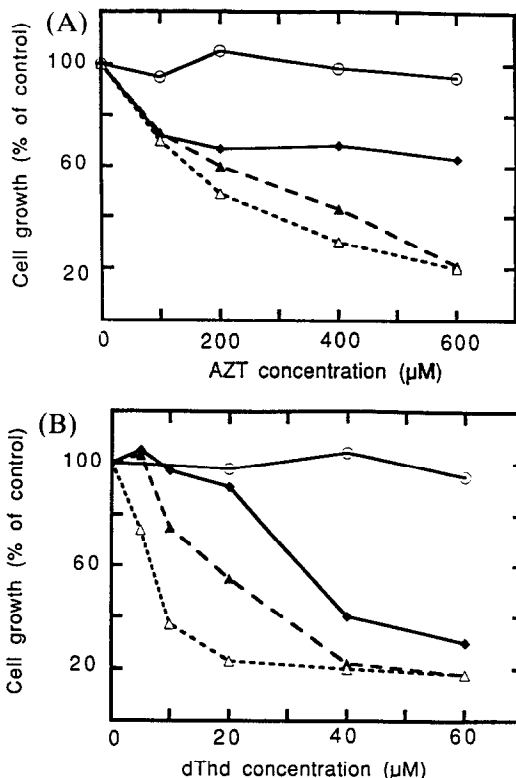 (A)
Cell growth (% of control)
100
60
20
0 200 400 600
AZT concentration (µM)
(B)
Cell growth (% of control)
100
60
20
0 20 40 60
dThd concentration (µM)